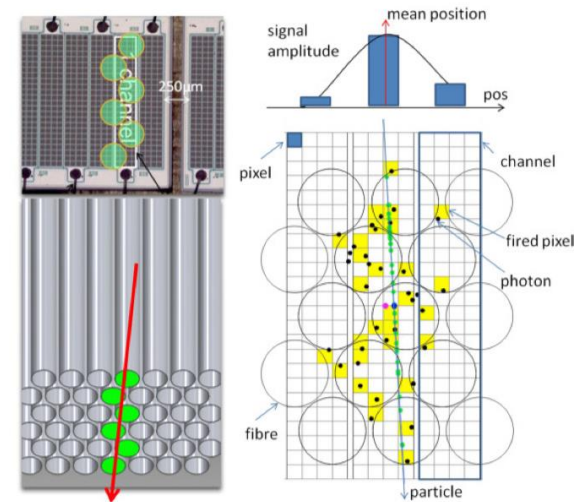 channel
250µm
mean position
signal
amplitude
pos
pixel
channel
fired pixel
photon
fibre
particle